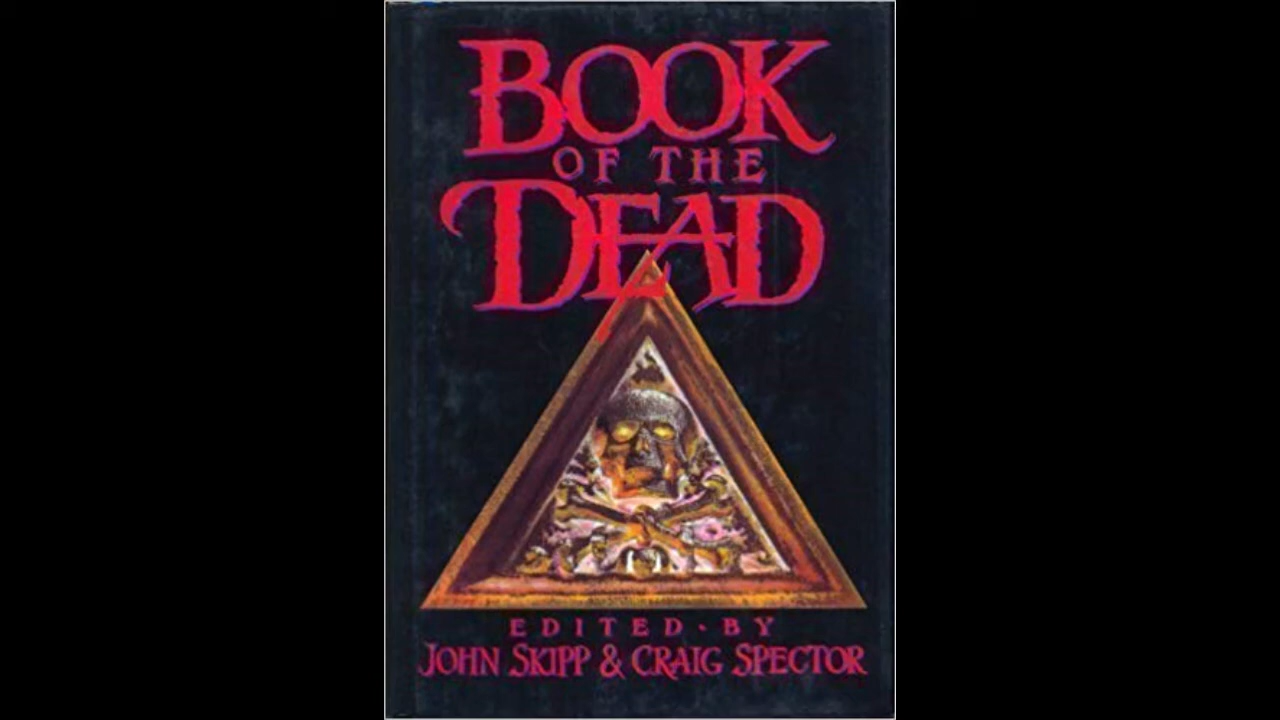 BOOK
OF THE
DEAD
EDITED • BY
JOHN SKIPP & CRAIG SPECTOR